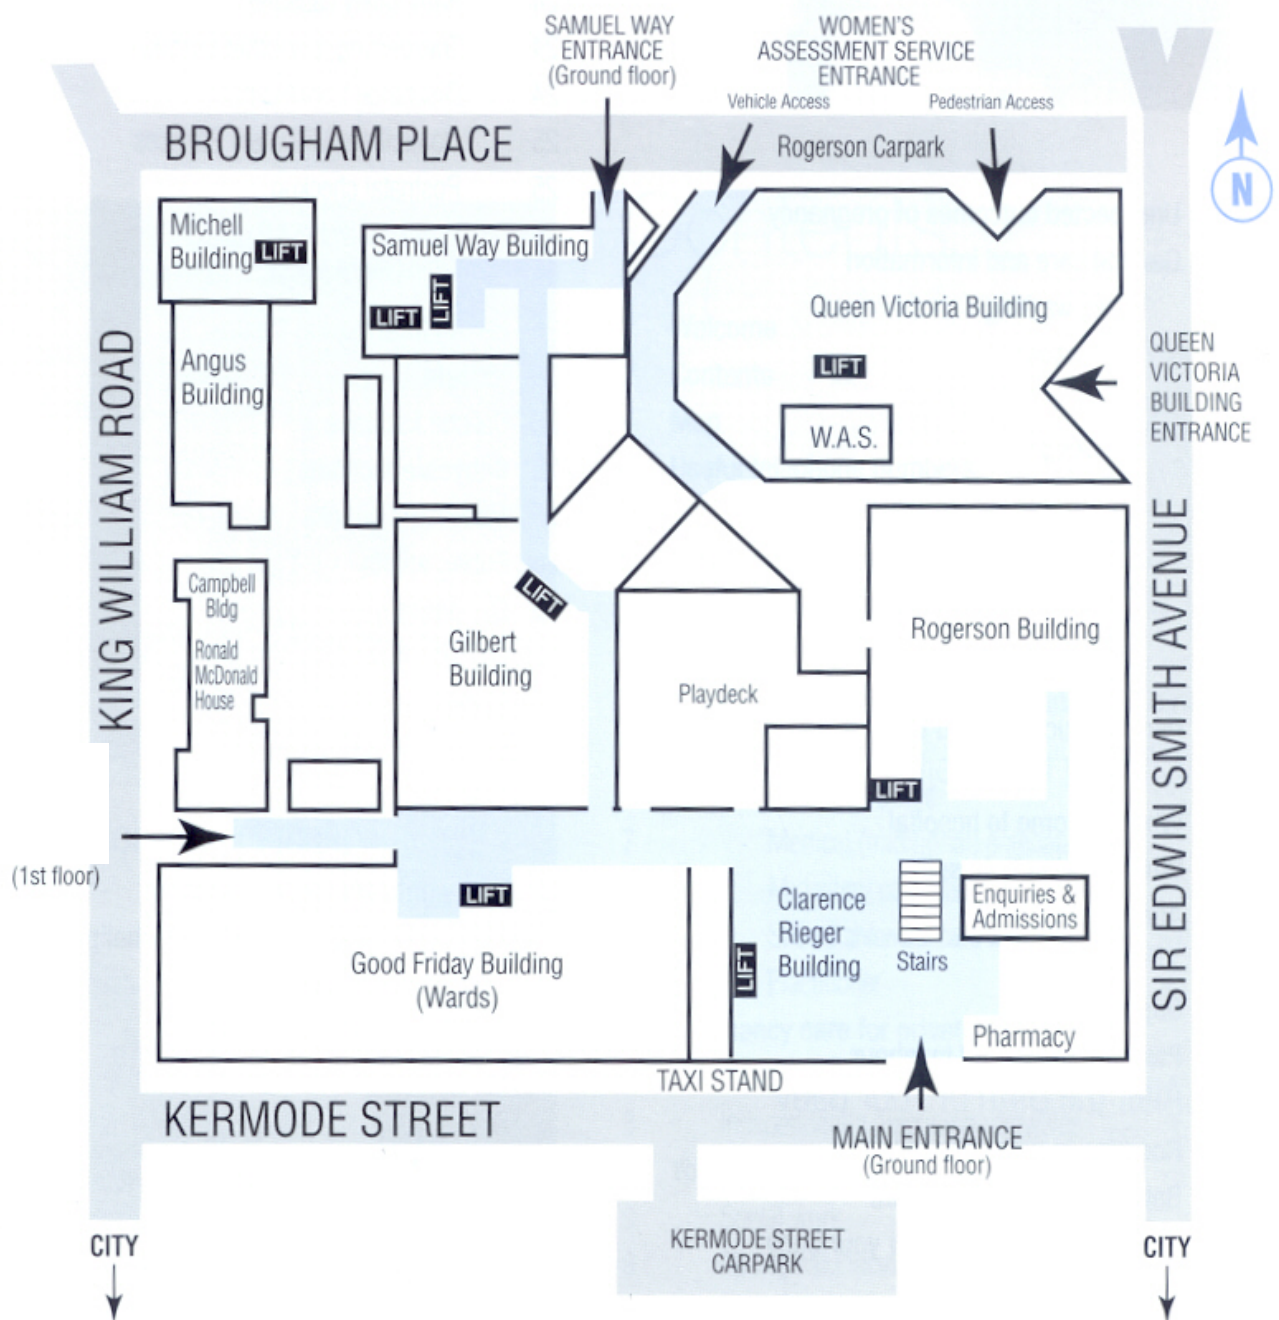 SAMUEL WAY
ENTRANCE
(Ground floor)
WOMEN'S
ASSESSMENT SERVICE
ENTRANCE
Vehicle Access
Pedestrian Access
BROUGHAM PLACE
Rogerson Carpark
N
Michell
Building
LIFT
Samuel Way Building
LIFT
LIFT
Queen Victoria Building
LIFT
W.A.S.
QUEEN
VICTORIA
BUILDING
ENTRANCE
Angus
Building
KING WILLIAM ROAD
SIR EDWIN SMITH AVENUE
Campbell
Bldg
Ronald
McDonald
House
LIFT
Gilbert
Building
Playdeck
Rogerson Building
LIFT
(1st floor)
LIFT
Good Friday Building
(Wards)
Clarence
Rieger
Building
LIFT
Stairs
Enquiries &
Admissions
Pharmacy
TAXI STAND
KERMODE STREET
MAIN ENTRANCE
(Ground floor)
KERMODE STREET
CARPARK
CITY
CITY